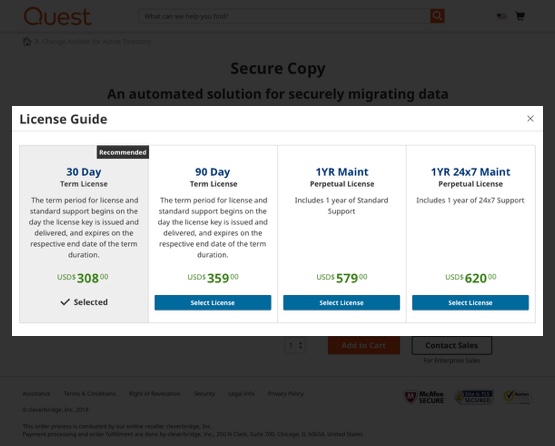 Quest
What can we help you find?
Change Auditor for Active Directory
Secure Copy
An automated solution for securely migrating data
License Guide
×
Recommended
30 Day
Term License
The term period for license and
standard support begins on the
day the license key is issued and
delivered, and expires on the
respective end date of the term
duration.
USD$ 308 00
Selected
90 Day
Term License
The term period for license and
standard support begins on the
day the license key is issued and
delivered, and expires on the
respective end date of the term
duration.
USD$ 359 00
Select License
1YR Maint
Perpetual License
Includes 1 year of Standard
Support
USD$ 579 00
Select License
1YR 24x7 Maint
Perpetual License
Includes 1 year of 24x7 Support
USD$ 620 00
Select License
1
Add to Cart
Contact Sales
For Enterprise Sales
Assistance Terms & Conditions Right of Revocation Security Legal Info Privacy Policy
McAfee
SECURE
Norton
© cleverbridge, Inc. 2018
This order process is conducted by our online reseller cleverbridge, Inc.
Payment processing and order fulfillment are done by cleverbridge, Inc., 350 N Clark, Suite 700, Chicago, IL 60654, United States.